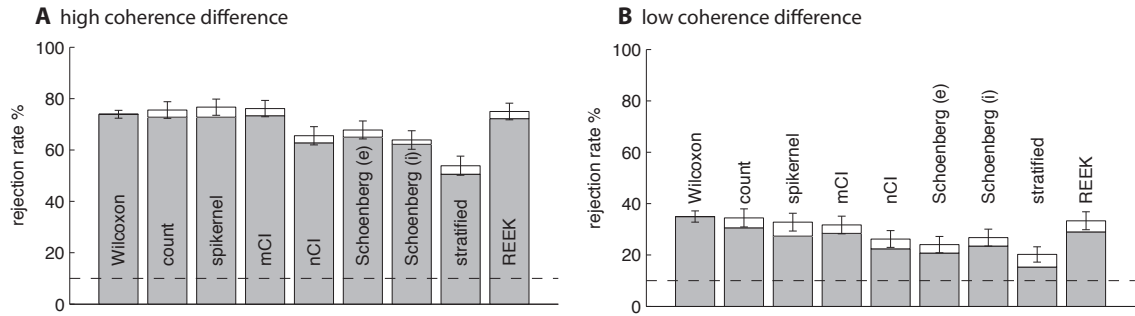 A high coherence difference
100
80
60
40
20
0
rejection rate %
Wilcoxon
count
spikernel
mCI
nCI
Schoenberg (e)
Schoenberg (i)
stratified
REEK
B low coherence difference
100
80
60
40
20
0
rejection rate %
Wilcoxon
count
spikernel
mCI
nCI
Schoenberg (e)
Schoenberg (i)
stratified
REEK